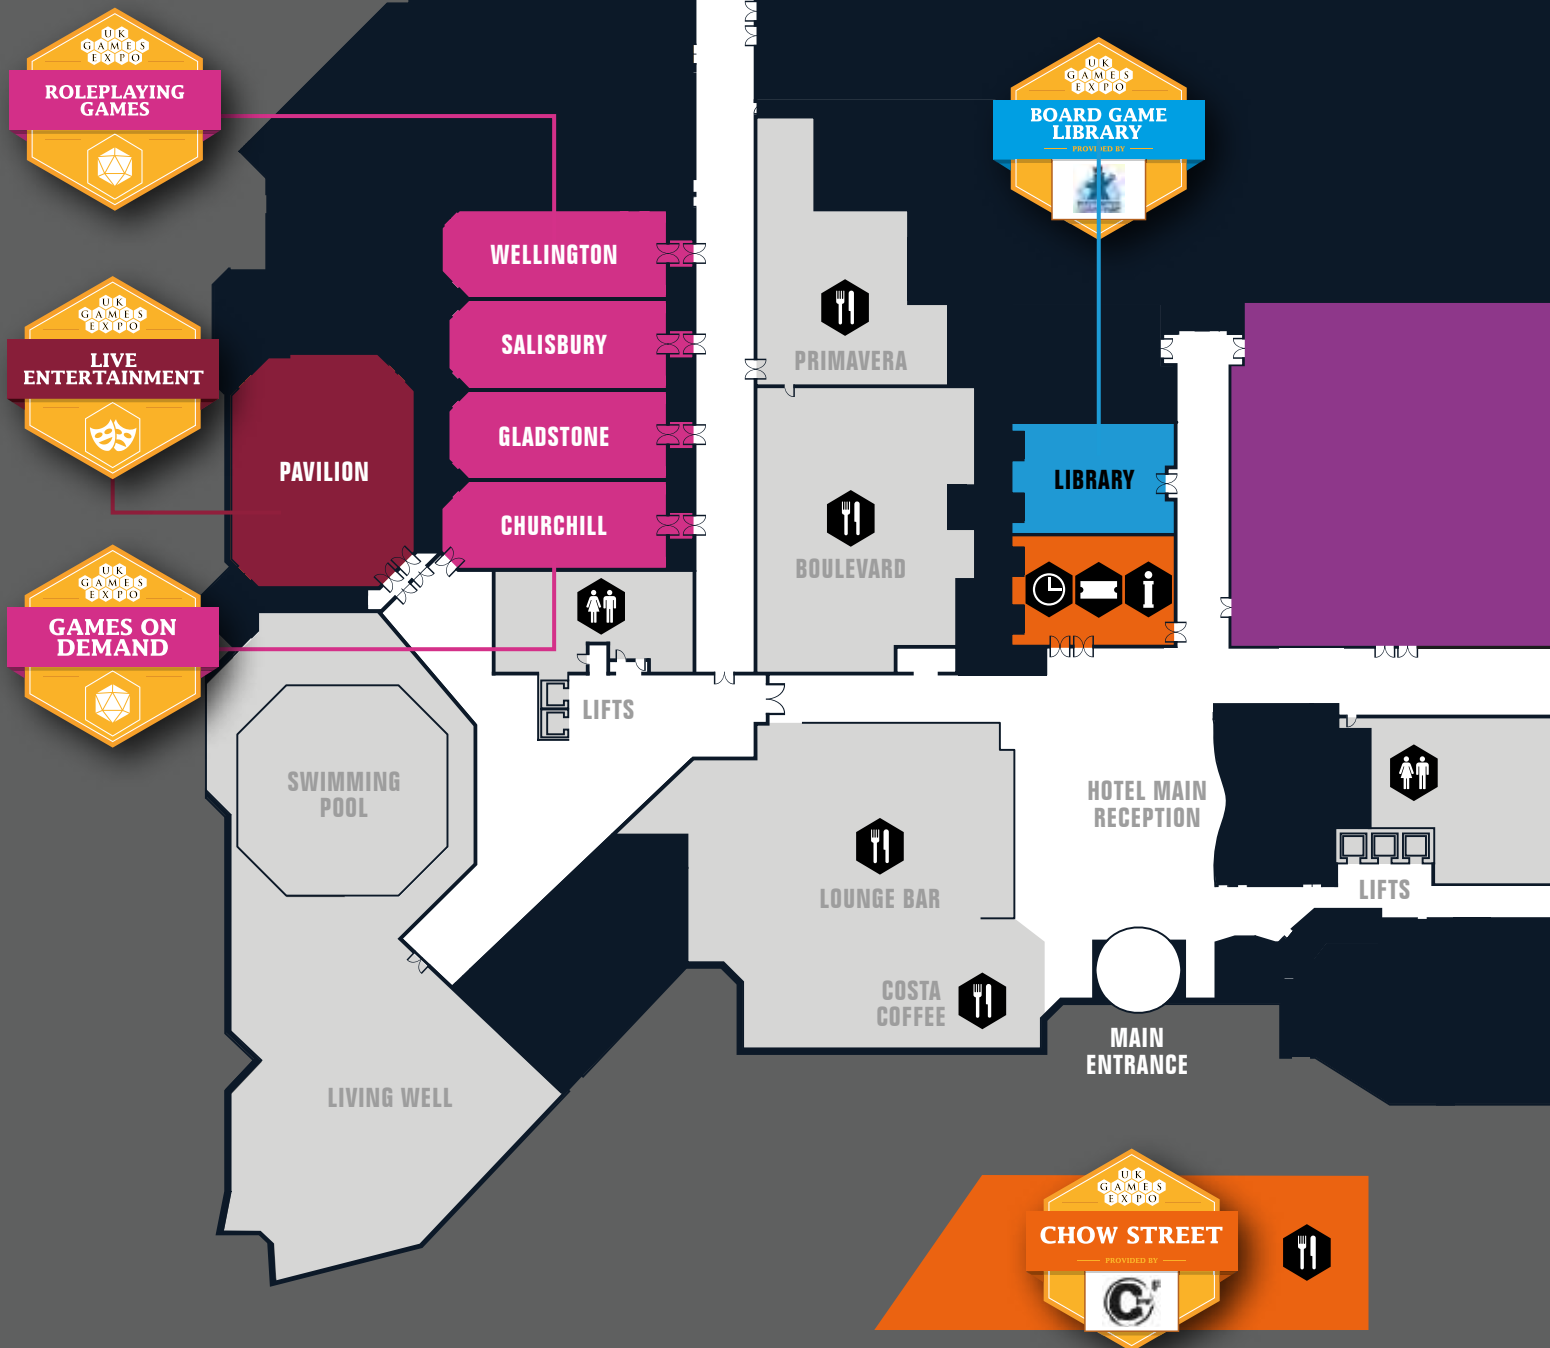 UK
GAMES
EXPO
ROLEPLAYING
GAMES
UK
GAMES
EXPO
BOARD GAME
LIBRARY
PROVIDED BY
WELLINGTON
UK
GAMES
EXPO
LIVE
ENTERTAINMENT
SALISBURY
PRIMAVERA
GLADSTONE
PAVILION
LIBRARY
CHURCHILL
BOULEVARD
UK
GAMES
EXPO
GAMES ON
DEMAND
LIFTS
SWIMMING
POOL
HOTEL MAIN
RECEPTION
LOUNGE BAR
LIFTS
COSTA
COFFEE
MAIN
ENTRANCE
LIVING WELL
UK
GAMES
EXPO
CHOW STREET
PROVIDED BY